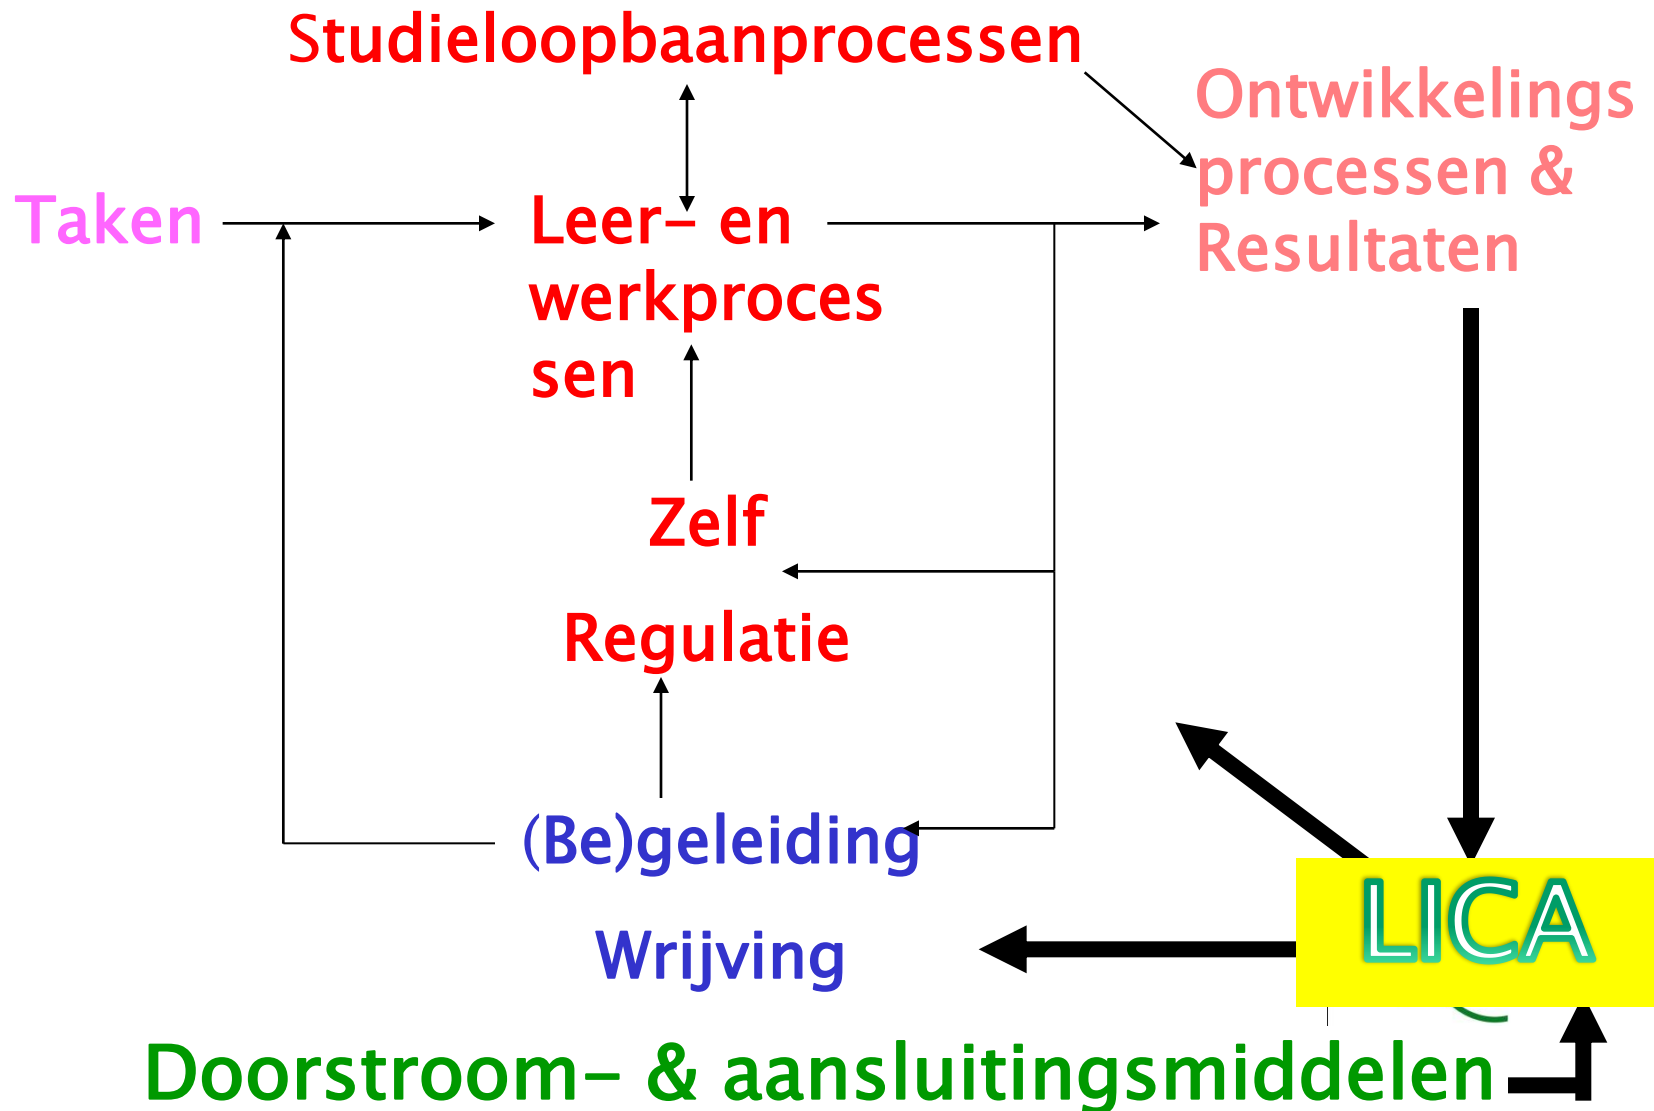 Studieloopbaanprocessen
Ontwikkelings
processen &
Resultaten
Taken
Leer- en
werkproces
sen
Zelf
Regulatie
(Be)geleiding
Wrijving
LICA
Doorstroom- & aansluitingsmiddelen